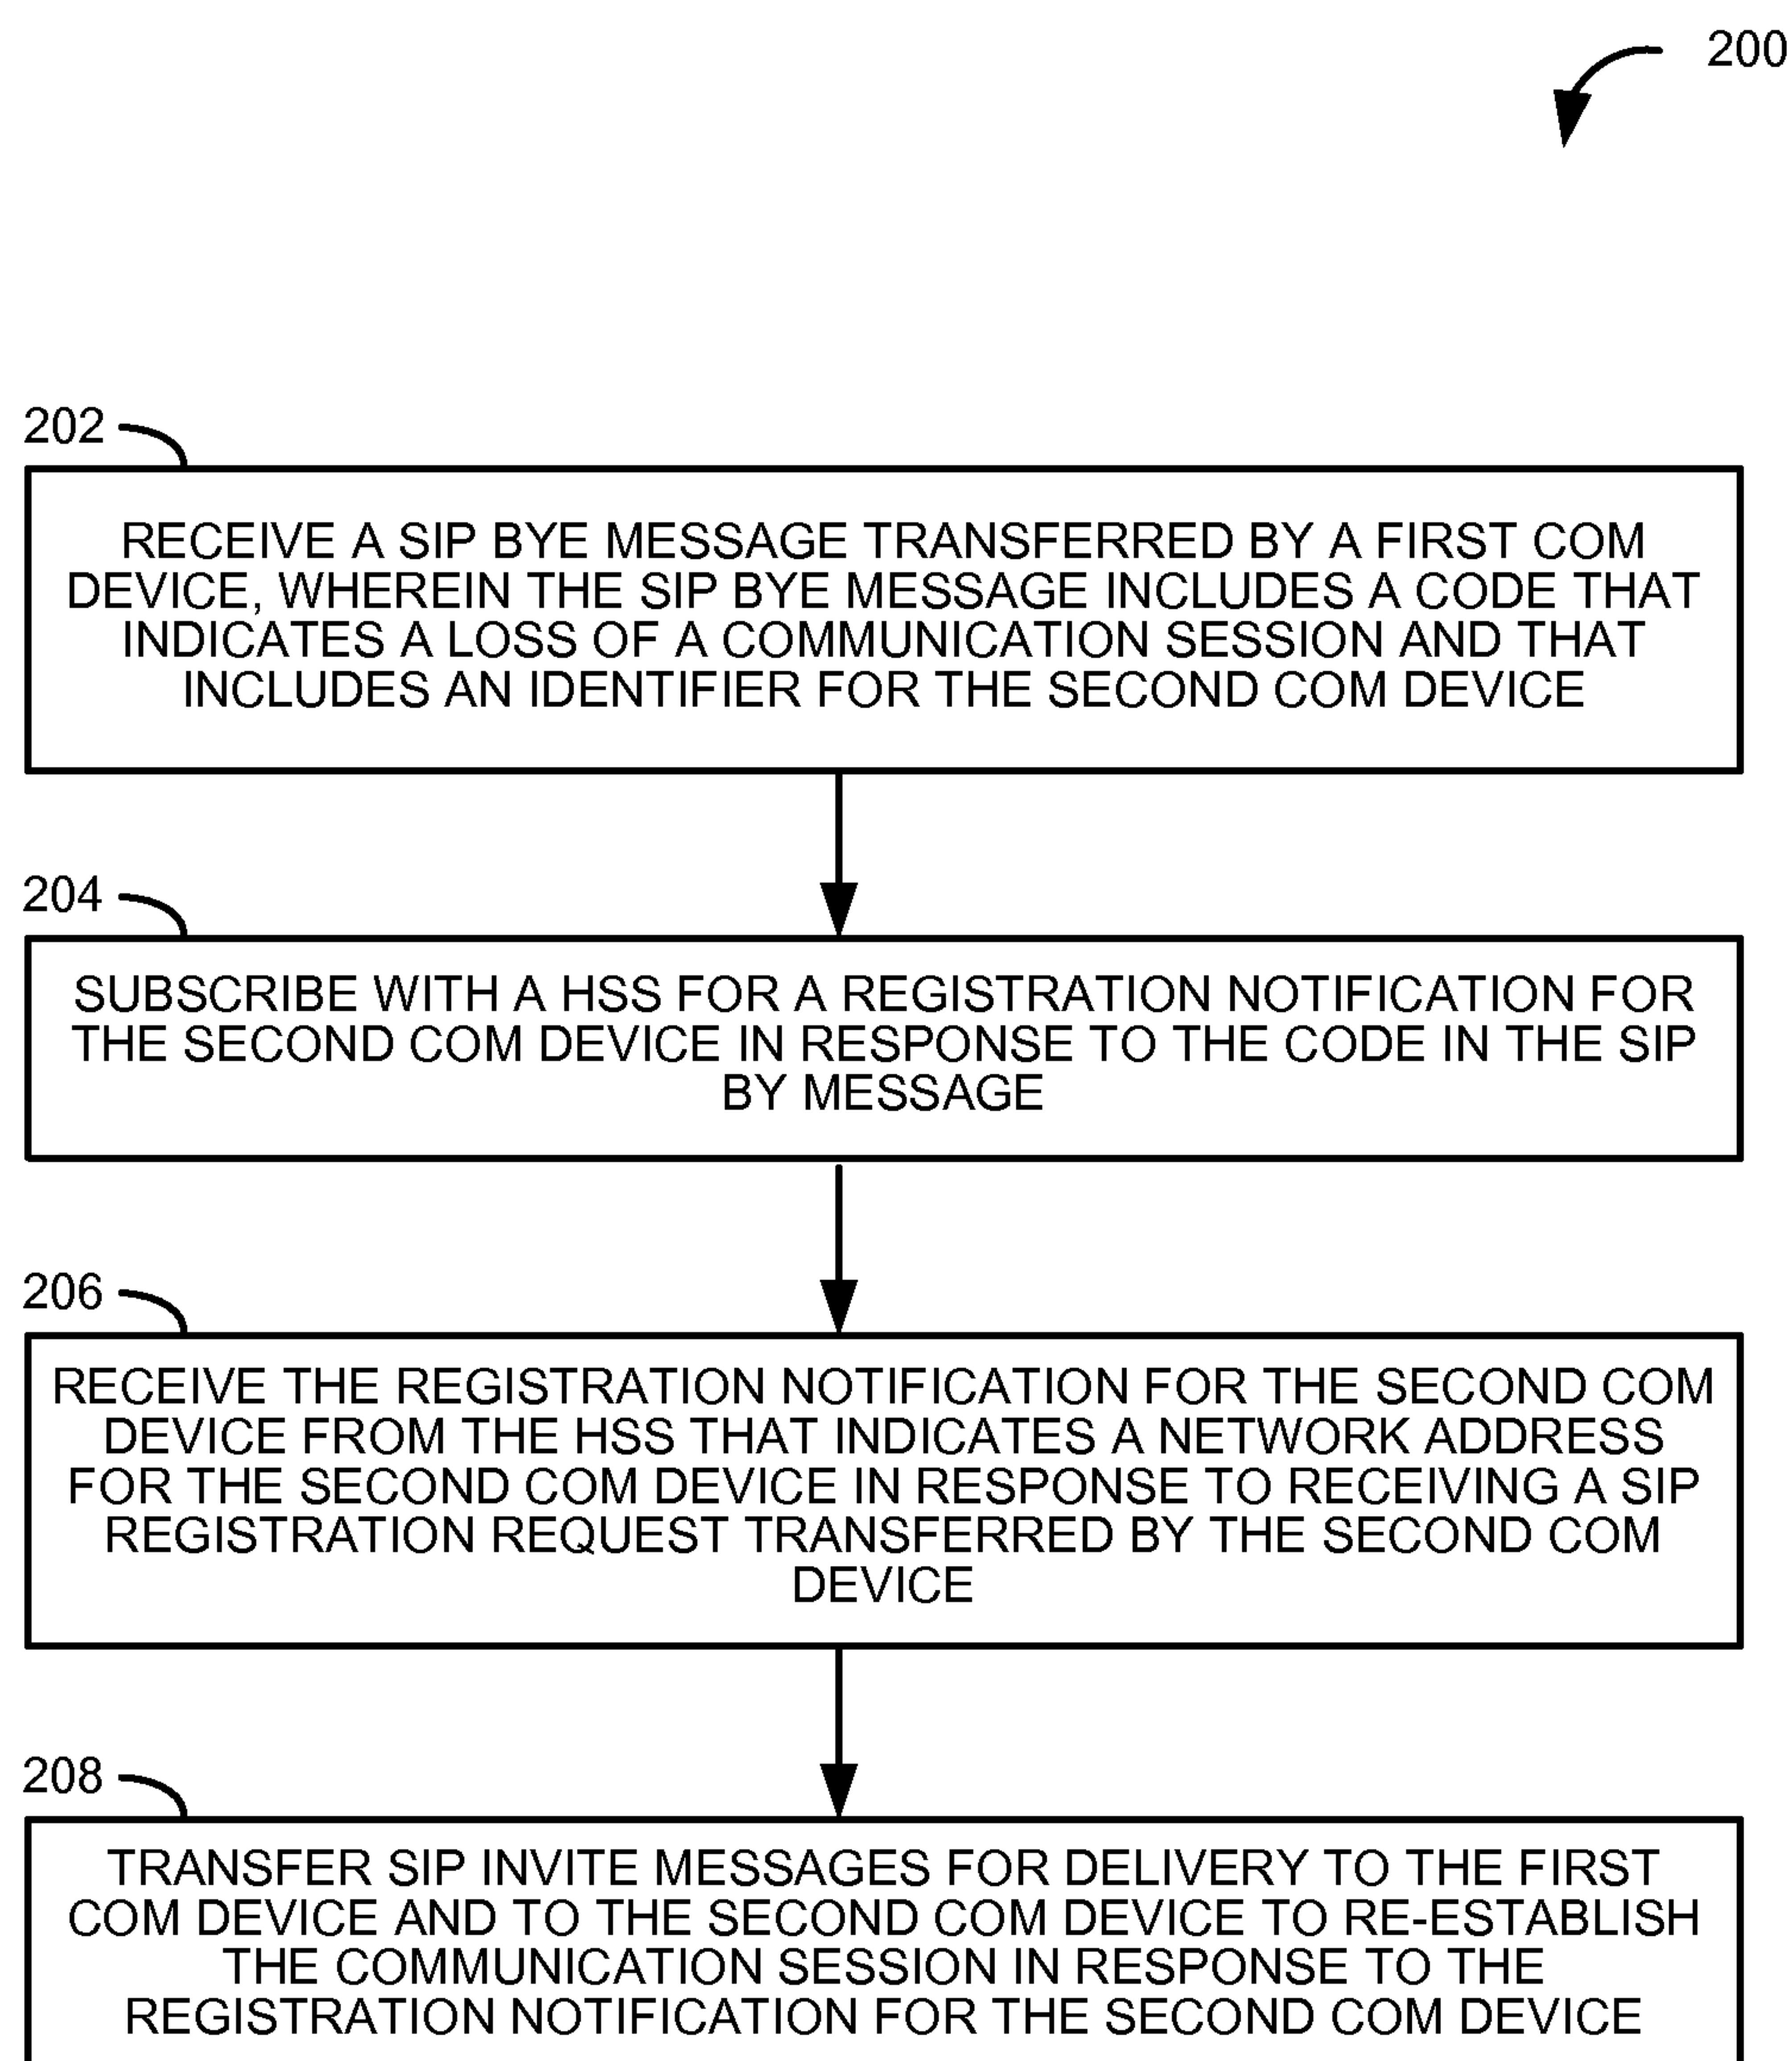 200
202
RECEIVE A SIP BYE MESSAGE TRANSFERRED BY A FIRST COM
DEVICE, WHEREIN THE SIP BYE MESSAGE INCLUDES A CODE THAT
INDICATES A LOSS OF A COMMUNICATION SESSION AND THAT
INCLUDES AN IDENTIFIER FOR THE SECOND COM DEVICE
204
SUBSCRIBE WITH A HSS FOR A REGISTRATION NOTIFICATION FOR
THE SECOND COM DEVICE IN RESPONSE TO THE CODE IN THE SIP
BY MESSAGE
206
RECEIVE THE REGISTRATION NOTIFICATION FOR THE SECOND COM
DEVICE FROM THE HSS THAT INDICATES A NETWORK ADDRESS
FOR THE SECOND COM DEVICE IN RESPONSE TO RECEIVING A SIP
REGISTRATION REQUEST TRANSFERRED BY THE SECOND COM
DEVICE
208
TRANSFER SIP INVITE MESSAGES FOR DELIVERY TO THE FIRST
COM DEVICE AND TO THE SECOND COM DEVICE TO RE-ESTABLISH
THE COMMUNICATION SESSION IN RESPONSE TO THE
REGISTRATION NOTIFICATION FOR THE SECOND COM DEVICE